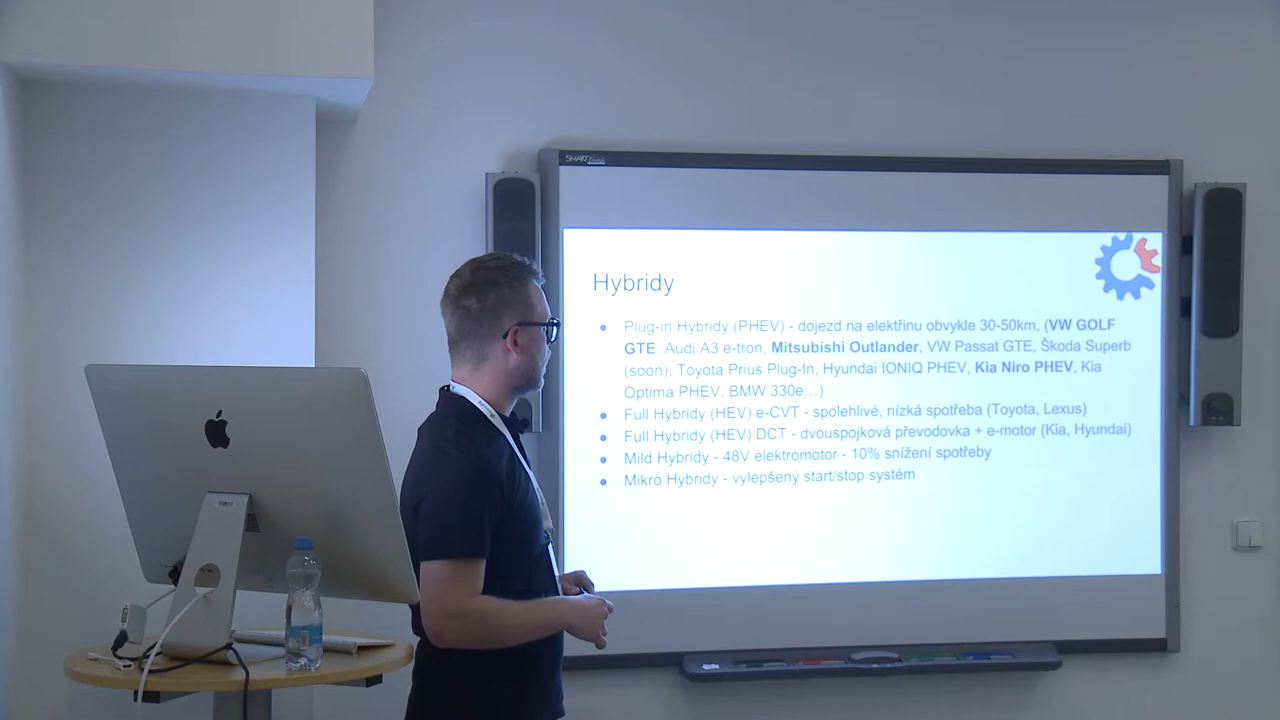 SMART Board
Hybridy
Plug-in Hybridy (PHEV) - dojezd na elektřinu obvykle 30-50km, (VW GOLF
GTE, Audi A3 e-tron, Mitsubishi Outlander, VW Passat GTE, Škoda Superb
(soon), Toyota Prius Plug-In, Hyundai IONIQ PHEV, Kia Niro PHEV, Kia
Optima PHEV, BMW 330e…)
Full Hybridy (HEV) e-CVT - spolehlivé, nízká spotřeba (Toyota, Lexus)
Full Hybridy (HEV) DCT - dvouspojková převodovka + e-motor (Kia, Hyundai)
Mild Hybridy - 48V elektromotor - 10% snížení spotřeby
Mikro Hybridy - vylepšený start/stop systém